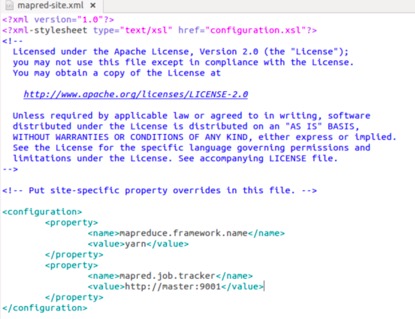 mapred-site.xml ×
<?xml version="1.0"?>
<?xml-stylesheet type="text/xsl" href="configuration.xsl"?>
<!--
  Licensed under the Apache License, Version 2.0 (the "License");
  you may not use this file except in compliance with the License.
  You may obtain a copy of the License at
    http://www.apache.org/licenses/LICENSE-2.0
  Unless required by applicable law or agreed to in writing, software
  distributed under the License is distributed on an "AS IS" BASIS,
  WITHOUT WARRANTIES OR CONDITIONS OF ANY KIND, either express or implied.
  See the License for the specific language governing permissions and
  limitations under the License. See accompanying LICENSE file.
-->
<!-- Put site-specific property overrides in this file. -->
<configuration>
        <property>
                <name>mapreduce.framework.name</name>
                <value>yarn</value>
        </property>
        <property>
                <name>mapred.job.tracker</name>
                <value>http://master:9001</value>
        </property>
</configuration>